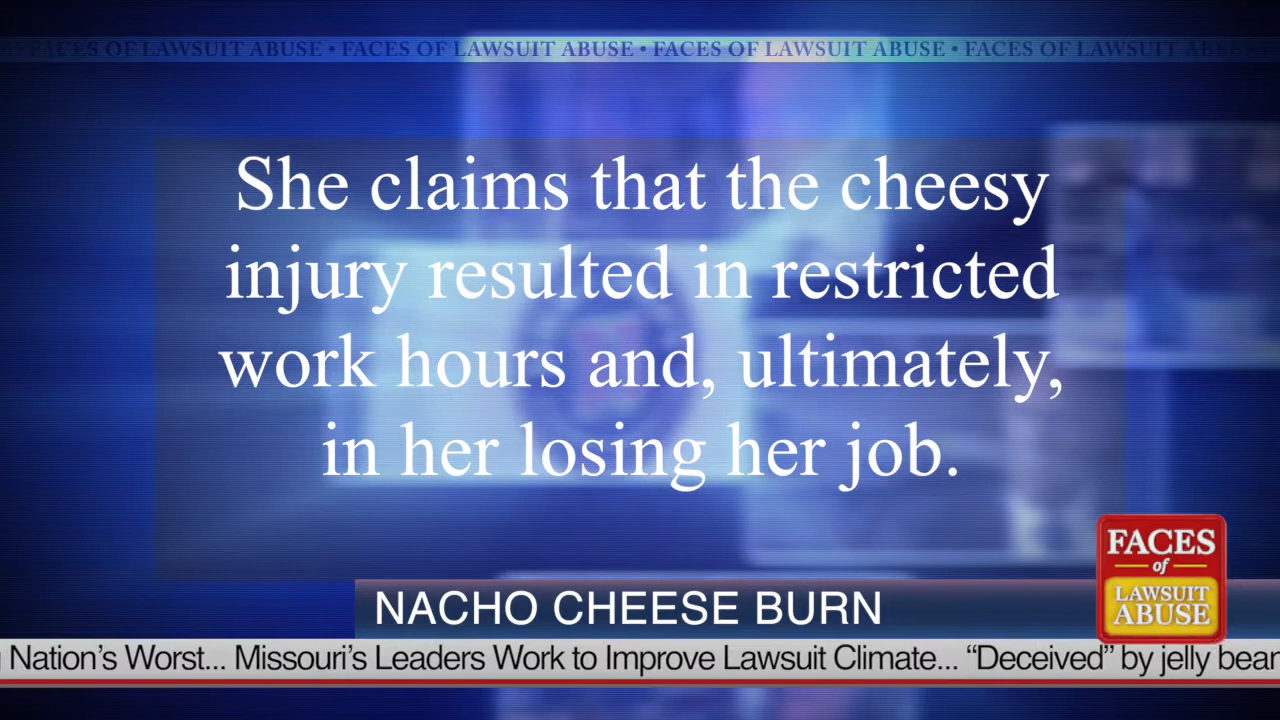 FACES OF LAWSUIT ABUSE • FACES OF LAWSUIT ABUSE • FACES OF LAWSUIT ABUSE • FACES OF LAWSUIT
She claims that the cheesy
injury resulted in restricted
work hours and, ultimately,
in her losing her job.
FACES
of
LAWSUIT
ABUSE
NACHO CHEESE BURN
Nation's Worst... Missouri's Leaders Work to Improve Lawsuit Climate... “Deceived” by jelly bean